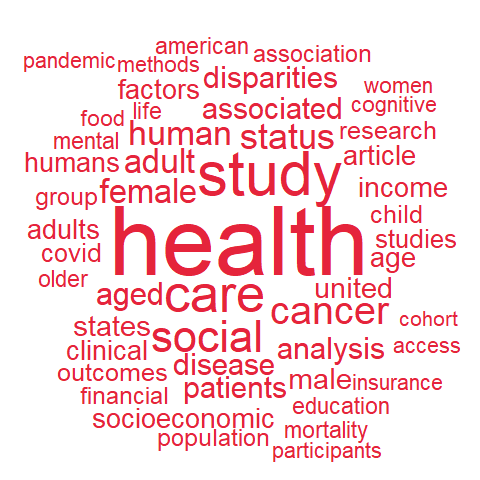 american
pandemic methods association
factors disparities women
food life associated cognitive
mental human status research
humans adult study article
group female income
adults health child
covid studies
older age
aged care united
states social cancer cohort
clinical analysis access
outcomes disease
financial patients male insurance
socioeconomic education
population mortality
participants